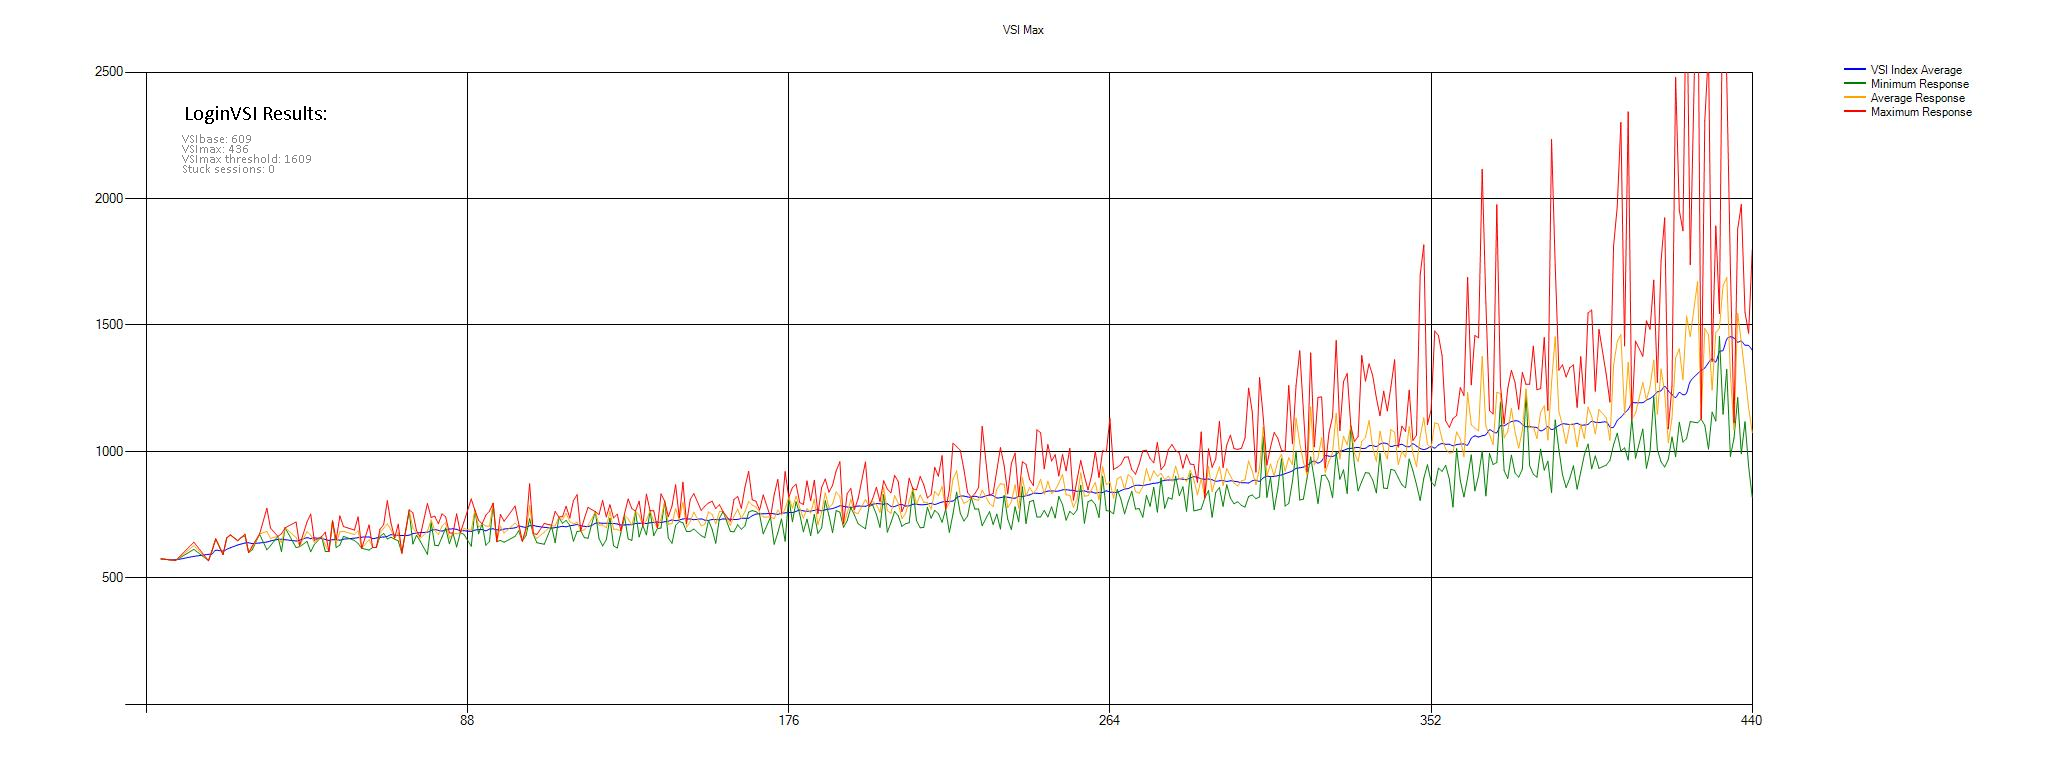 VSI Max
2500
2000
1500
1000
500
88 176 264 352 440
LoginVSI Results:
VSIbase: 609
VSImax: 436
VSImax threshold: 1609
Stuck sessions: 0
VSI Index Average
Minimum Response
Average Response
Maximum Response